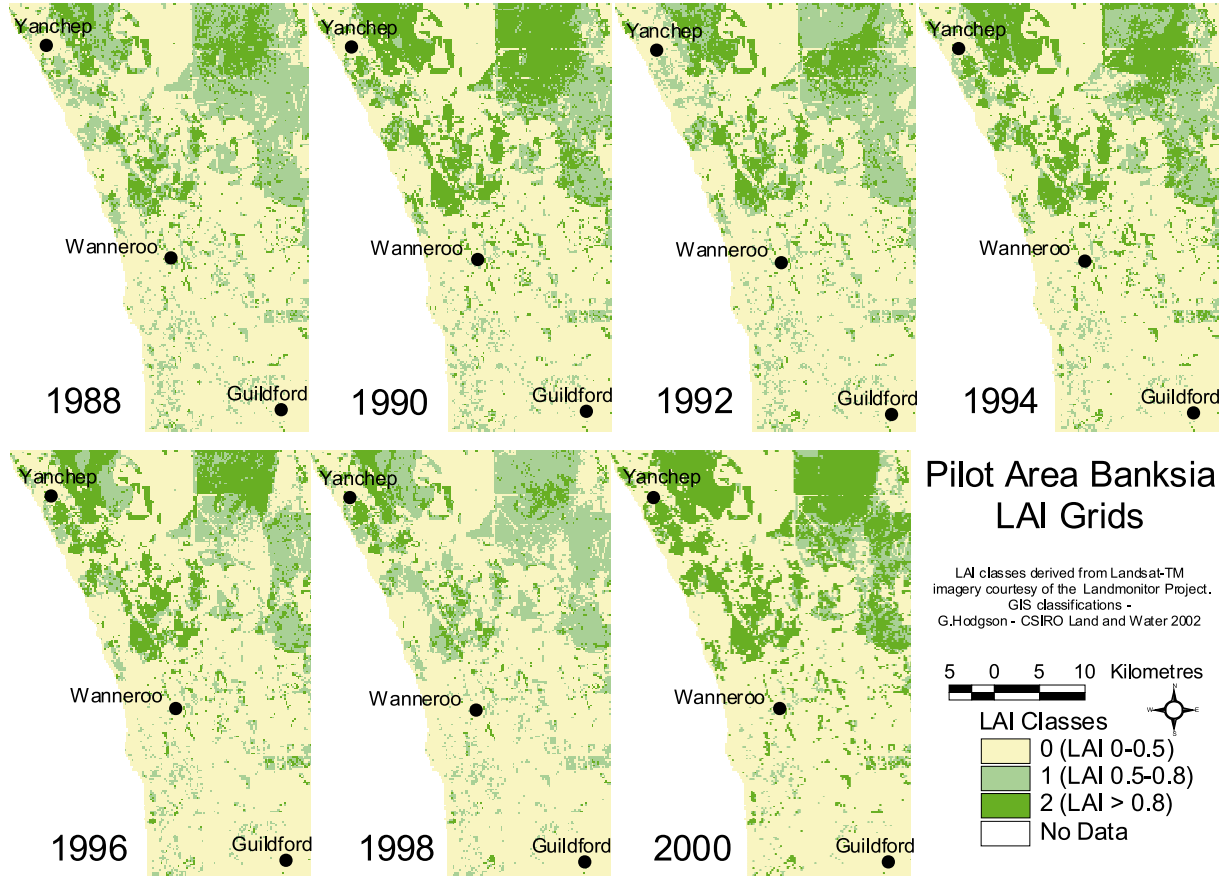 Yanchep
Wanneroo
Guildford
1988
Yanchep
Wanneroo
Guildford
1990
Yanchep
Wanneroo
Guildford
1992
Yanchep
Wanneroo
Guildford
1994
Yanchep
Wanneroo
Guildford
1996
Yanchep
Wanneroo
Guildford
1998
Yanchep
Wanneroo
Guildford
2000
Pilot Area Banksia
LAI Grids
LAI classes derived from Landsat-TM
imagery courtesy of the Landmonitor Project.
GIS classifications -
G.Hodgson - CSIRO Land and Water 2002
5 0 5 10 Kilometres
N
W E
S
LAI Classes
0 (LAI 0-0.5)
1 (LAI 0.5-0.8)
2 (LAI > 0.8)
No Data